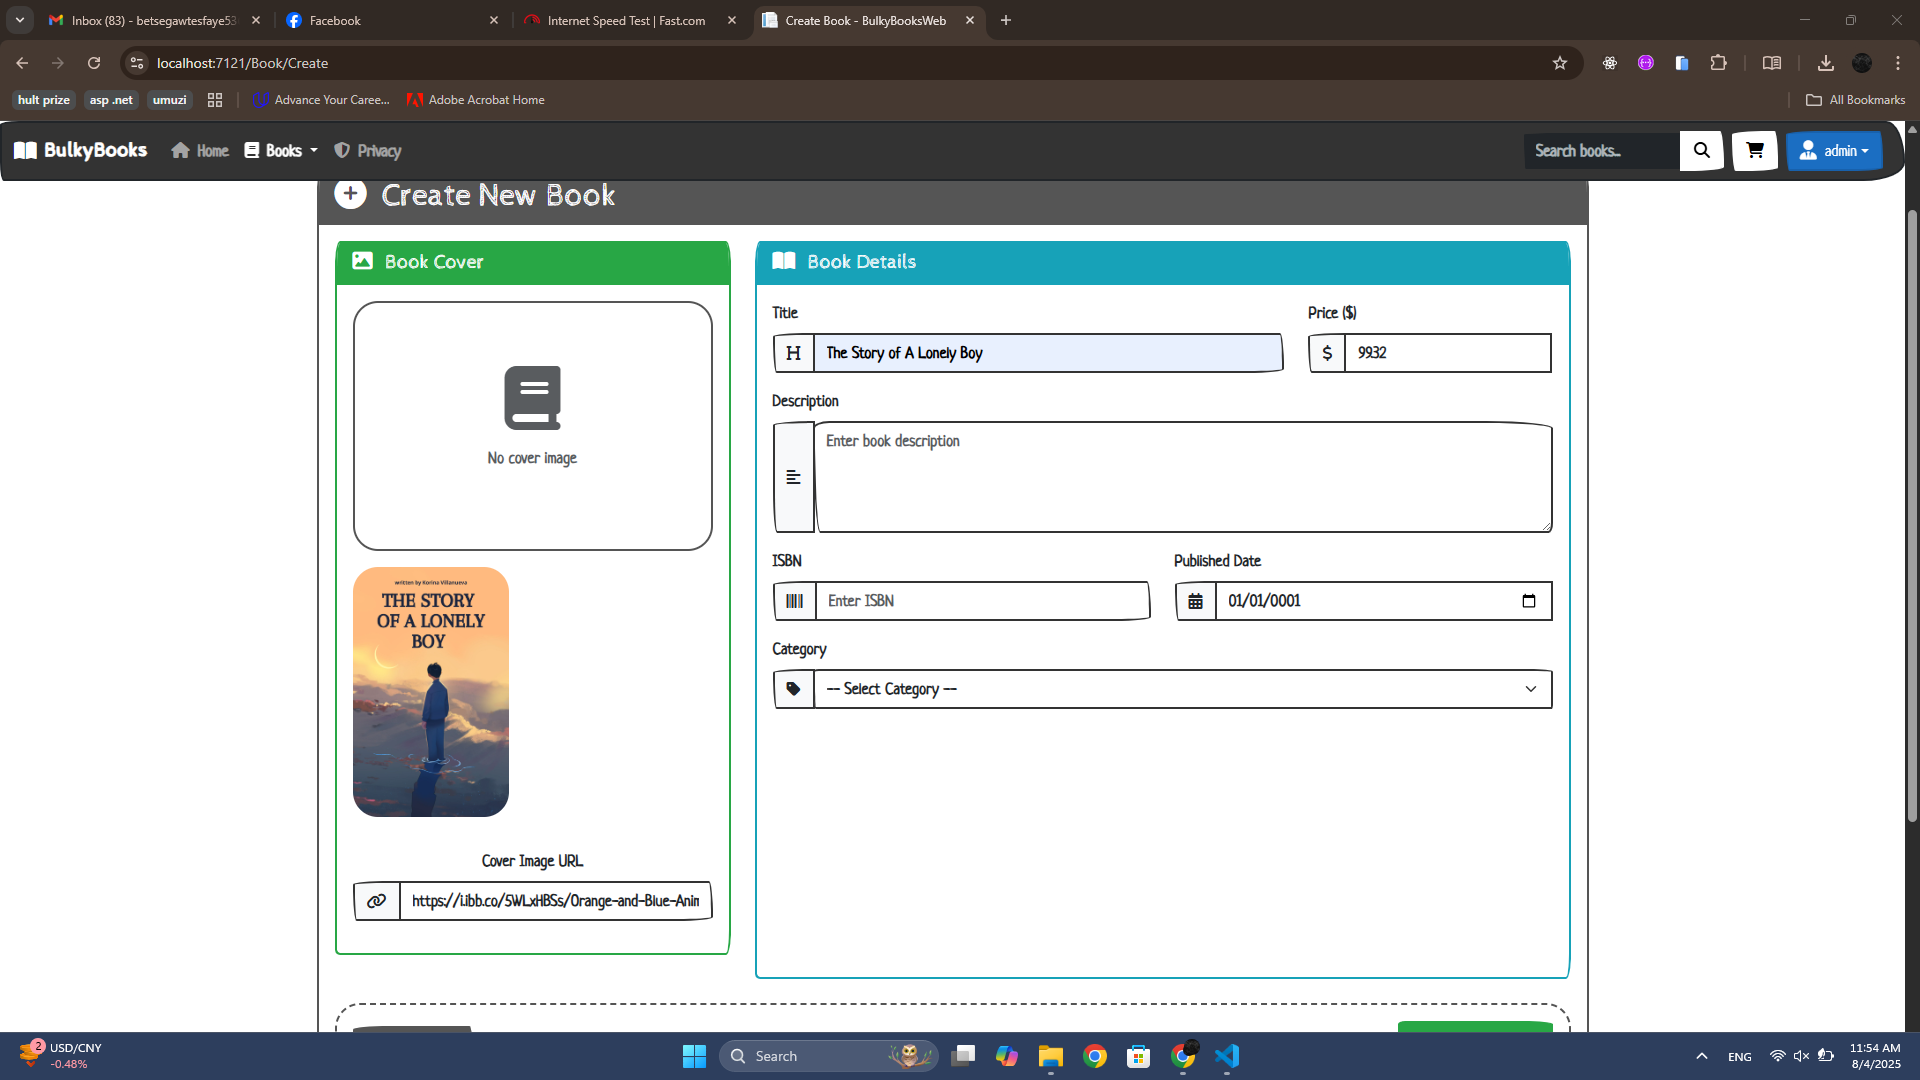 Inbox (83) - betsegawtesfaye53
Facebook
Internet Speed Test | Fast.com
Create Book - BulkyBooksWeb
localhost:7121/Book/Create
hult prize
asp .net
umuzi
Advance Your Caree...
Adobe Acrobat Home
All Bookmarks
BulkyBooks
Home
Books
Privacy
Search books...
admin
Create New Book
Book Cover
No cover image
written by Korina Villanueva
THE STORY
OF A LONELY
BOY
Cover Image URL
https://i.ibb.co/5WLxHBSs/Orange-and-Blue-Anin
Book Details
Title
Price ($)
H
The Story of A Lonely Boy
$
9932
Description
Enter book description
ISBN
Published Date
Enter ISBN
01/01/0001
Category
-- Select Category --
2
USD/CNY
-0.48%
Search
ENG
11:54 AM
8/4/2025